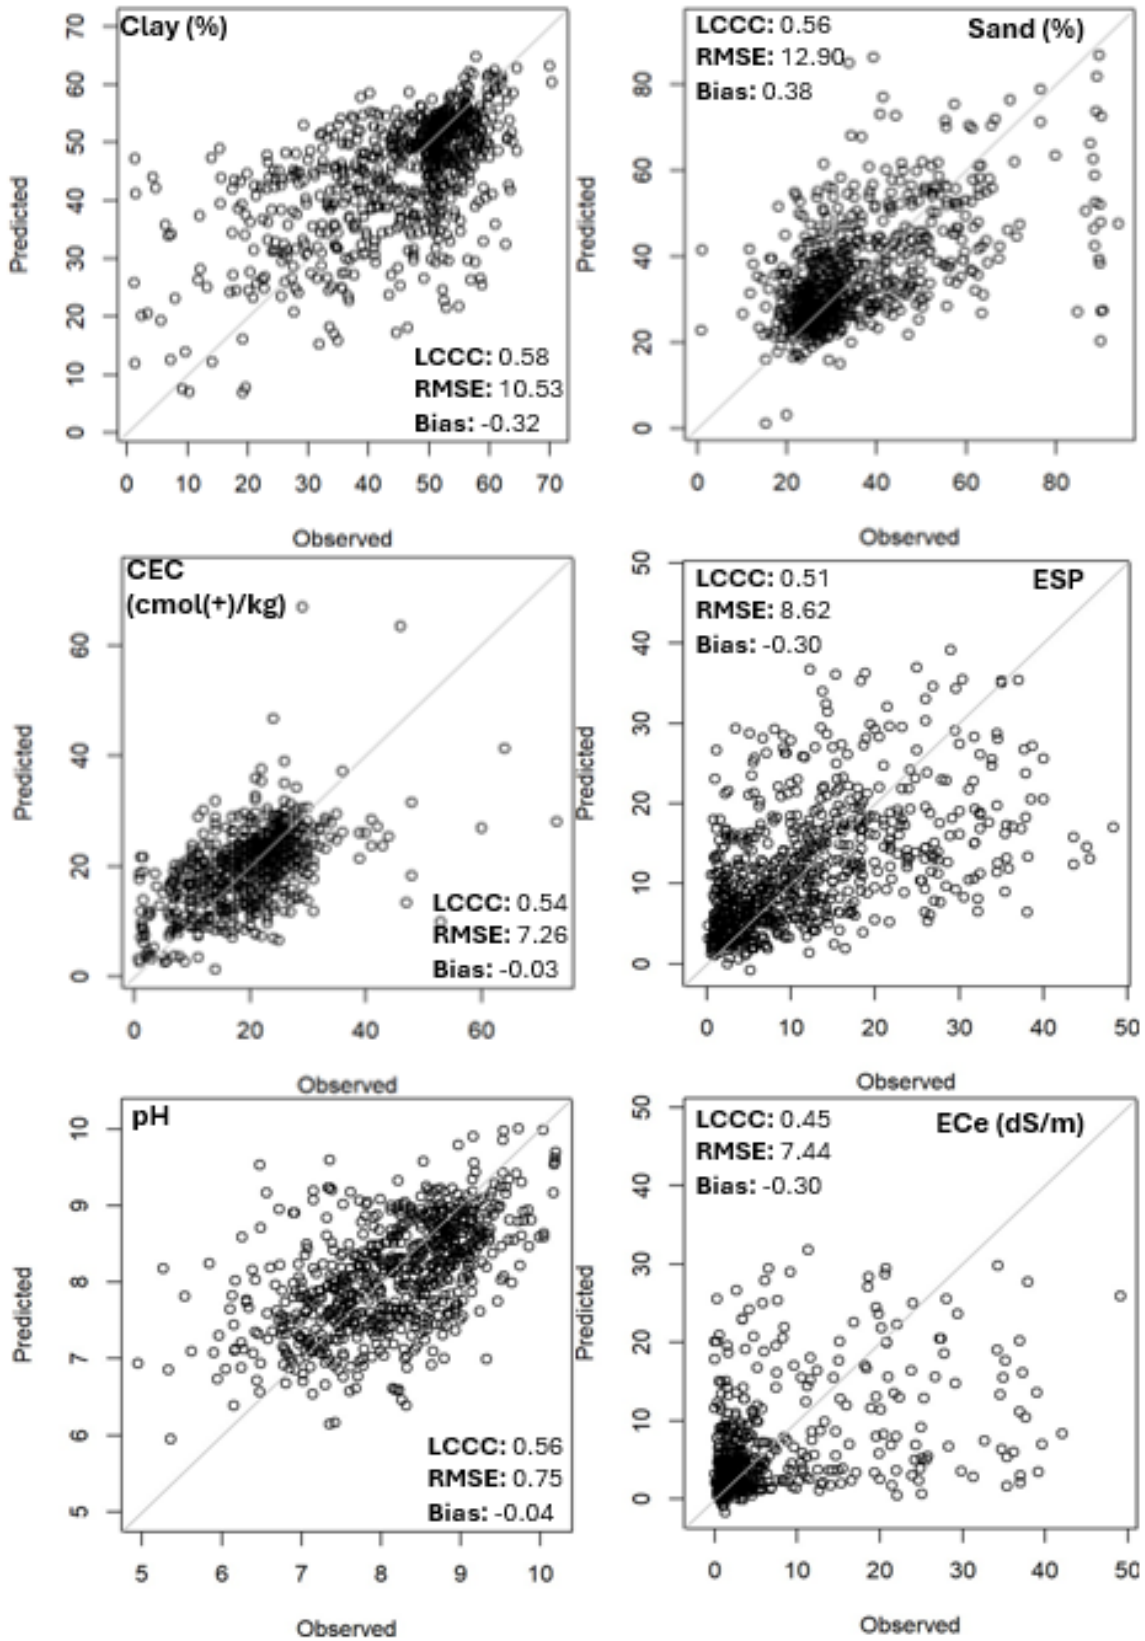 Clay (%)
Predicted
70
60
50
40
30
20
10
0
LCCC: 0.58
RMSE: 10.53
Bias: -0.32
0 10 20 30 40 50 60 70
Observed
LCCC: 0.56
RMSE: 12.90
Bias: 0.38
Sand (%)
Predicted
80
60
40
20
0
0 20 40 60 80
Observed
CEC
(cmol(+)/kg)
Predicted
60
40
20
0
LCCC: 0.54
RMSE: 7.26
Bias: -0.03
0 20 40 60
Observed
LCCC: 0.51
RMSE: 8.62
Bias: -0.30
ESP
Predicted
50
40
30
20
10
0
0 10 20 30 40 50
Observed
pH
Predicted
10
9
8
7
6
5
LCCC: 0.56
RMSE: 0.75
Bias: -0.04
5 6 7 8 9 10
Observed
LCCC: 0.45
RMSE: 7.44
Bias: -0.30
ECe (dS/m)
Predicted
50
40
30
20
10
0
0 10 20 30 40 50
Observed